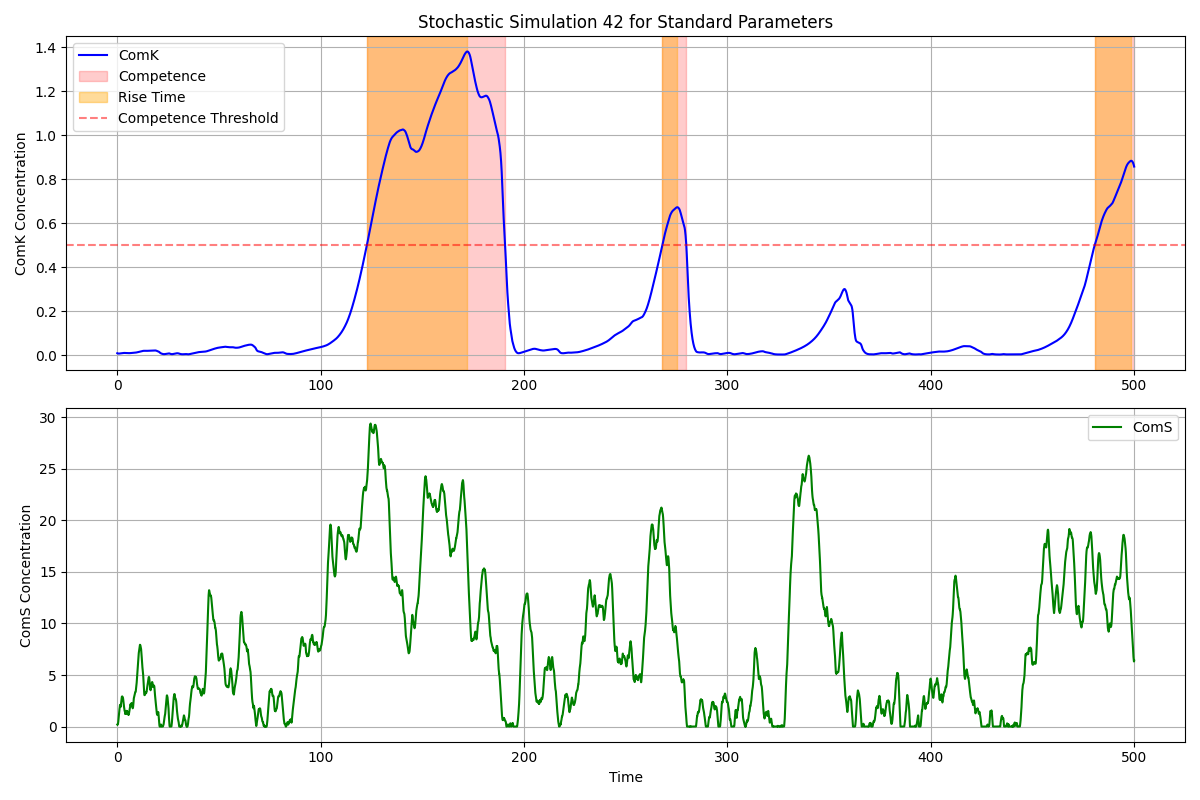 Stochastic Simulation 42 for Standard Parameters
ComK Concentration
1.4
1.2
1.0
0.8
0.6
0.4
0.2
0.0
ComK
Competence
Rise Time
Competence Threshold
0 100 200 300 400 500
ComS Concentration
30
25
20
15
10
5
0
ComS
0 100 200 300 400 500
Time